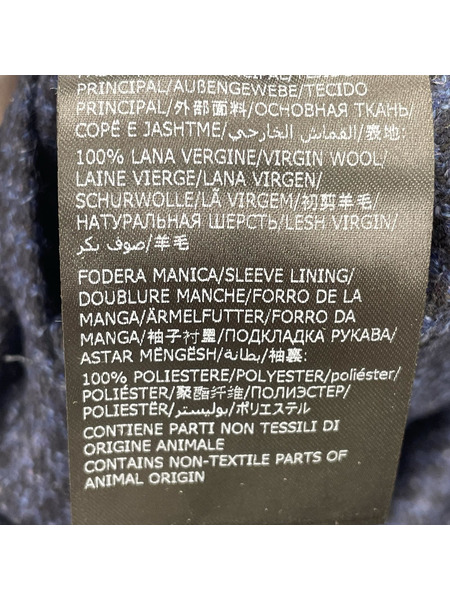 PRINCIPAL/AUßENGEWEBE/TECIDO
PRINCIPAL/外部面料/ОСНОВНАЯ ТКАНЬ/
COPË E JASHTME/القماش الخارجي/表地:
100% LANA VERGINE/VIRGIN WOOL/
LAINE VIERGE/LANA VIRGEN/
SCHURWOLLE/LÃ VIRGEM/初剪羊毛/
НАТУРАЛЬНАЯ ШЕРСТЬ/LESH VIRGJN/
صوف بكر/羊毛
FODERA MANICA/SLEEVE LINING/
DOUBLURE MANCHE/FORRO DE LA
MANGA/ÄRMELFUTTER/FORRO DA
MANGA/袖子衬里/ПОДКЛАДКА РУКАВА/
ASTAR MËNGËSH/بطانة/袖裏:
100% POLIESTERE/POLYESTER/poliéster/
POLIÉSTER/聚酯纤维/ПОЛИЭСТЕР/
POLIESTËR/بوليستر/ポリエステル
CONTIENE PARTI NON TESSILI DI
ORIGINE ANIMALE
CONTAINS NON-TEXTILE PARTS OF
ANIMAL ORIGIN